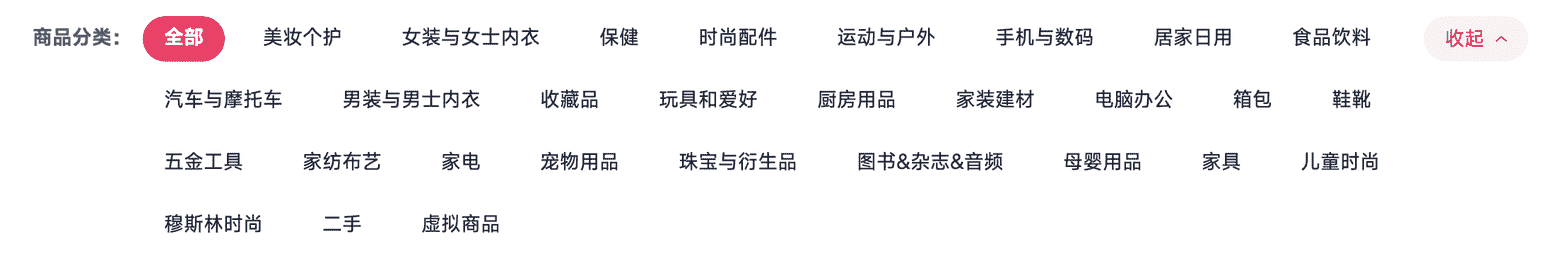 商品分类： 全部 美妆个护 女装与女士内衣 保健 时尚配件 运动与户外 手机与数码 居家日用 食品饮料 收起
汽车与摩托车 男装与男士内衣 收藏品 玩具和爱好 厨房用品 家装建材 电脑办公 箱包 鞋靴
五金工具 家纺布艺 家电 宠物用品 珠宝与衍生品 图书&杂志&音频 母婴用品 家具 儿童时尚
穆斯林时尚 二手 虚拟商品